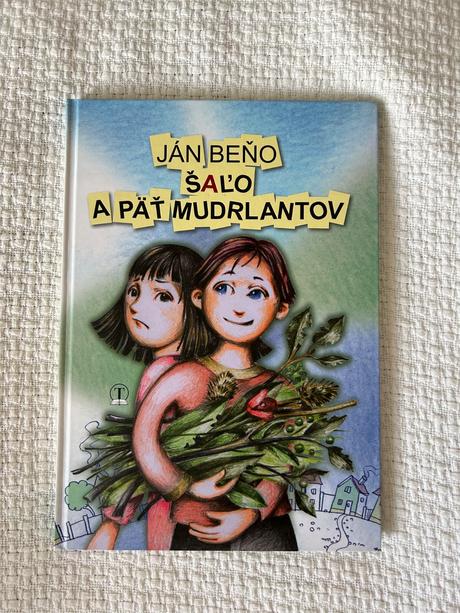 JÁN BEŇO
ŠAĽO
A PÄŤ MUDRLANTOV
T